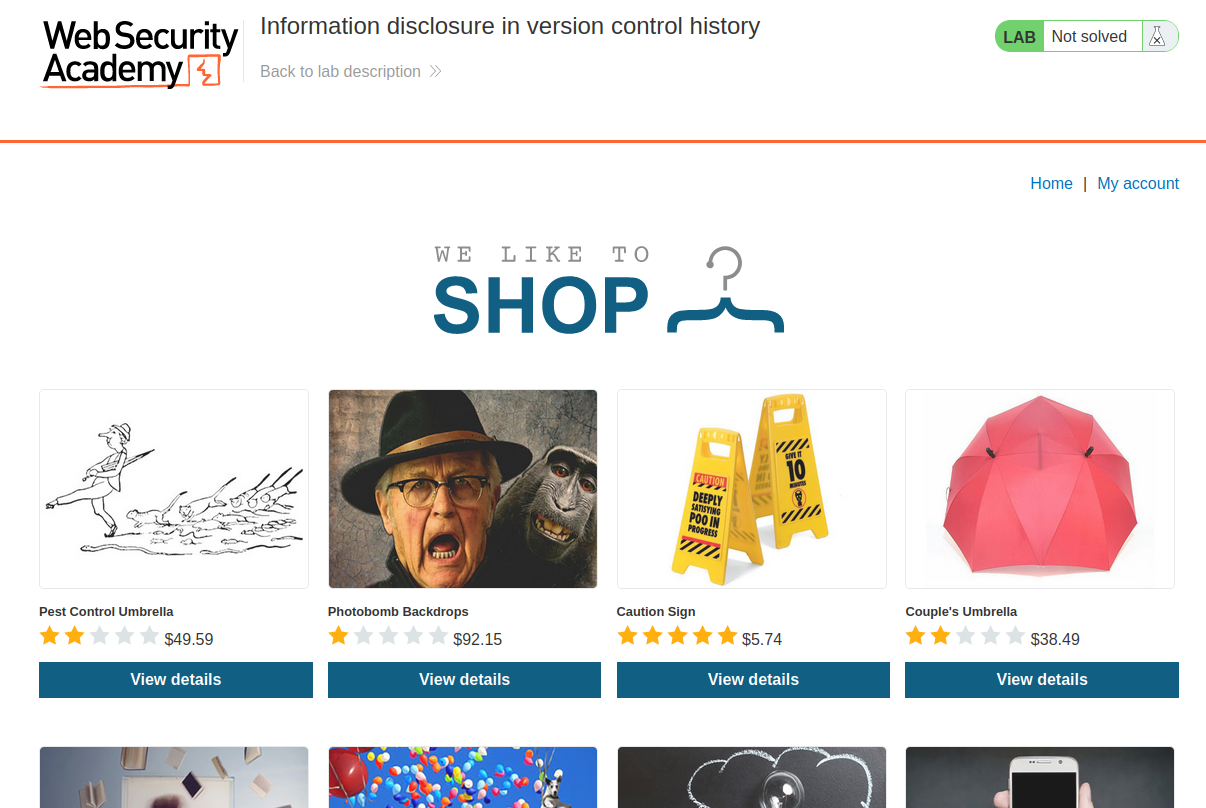 Web Security
Academy
Information disclosure in version control history
Back to lab description
LAB Not solved
Home | My account
WE LIKE TO
SHOP
CAUTION
DEEPLY
SATISFYING
POO IN
PROGRESS
GIVE IT
10
MINUTES
Pest Control Umbrella
$49.59
View details
Photobomb Backdrops
$92.15
View details
Caution Sign
$5.74
View details
Couple's Umbrella
$38.49
View details